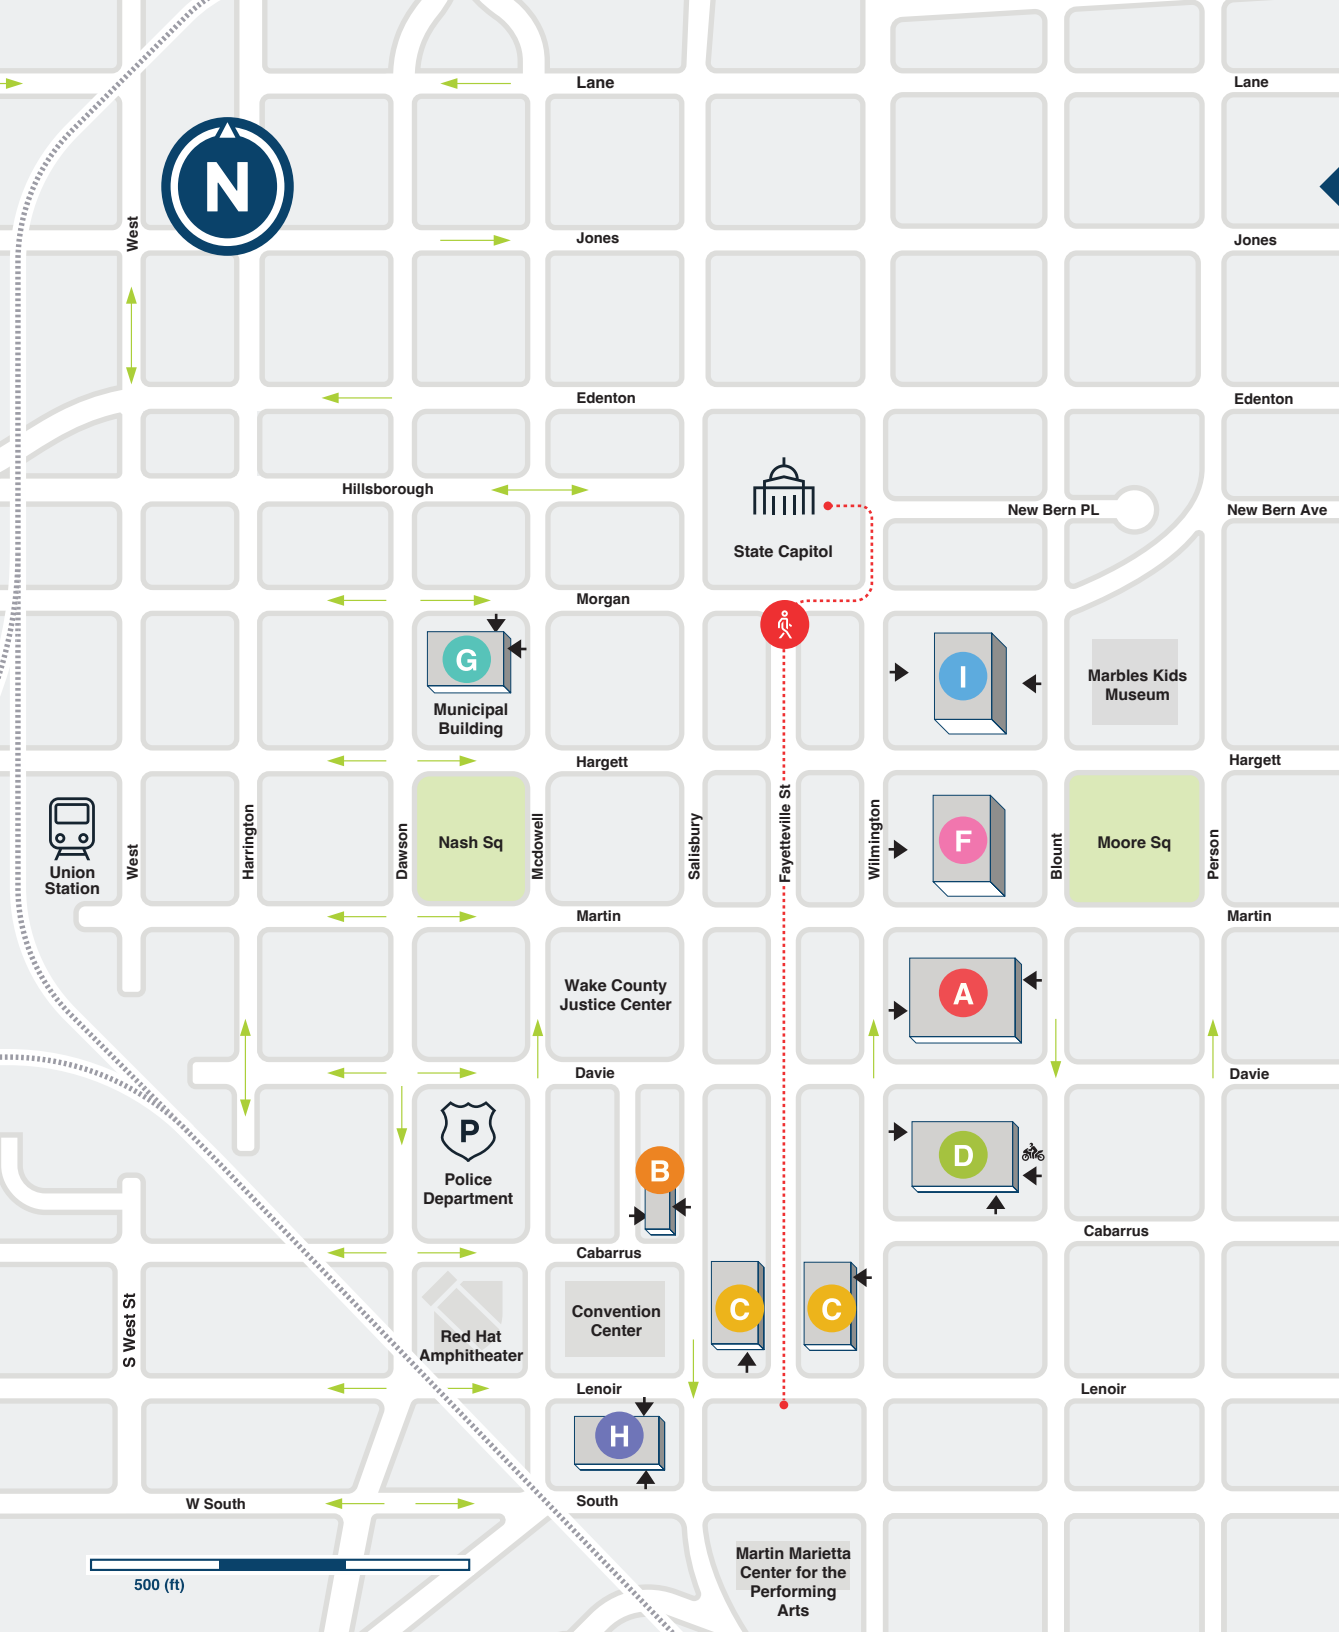 Lane
Lane
N
West
Jones
Jones
Edenton
Edenton
Hillsborough
New Bern PL
New Bern Ave
State Capitol
Morgan
G
Municipal
Building
I
Marbles Kids
Museum
Hargett
Hargett
Union
Station
West
Harrington
Dawson
Nash Sq
Mcdowell
Salisbury
Fayetteville St
Wilmington
F
Blount
Moore Sq
Person
Martin
Martin
Wake County
Justice Center
A
Davie
Davie
P
Police
Department
B
D
Cabarrus
Cabarrus
S West St
Red Hat
Amphitheater
Convention
Center
C
C
Lenoir
Lenoir
H
W South
South
Martin Marietta
Center for the
Performing
Arts
500 (ft)